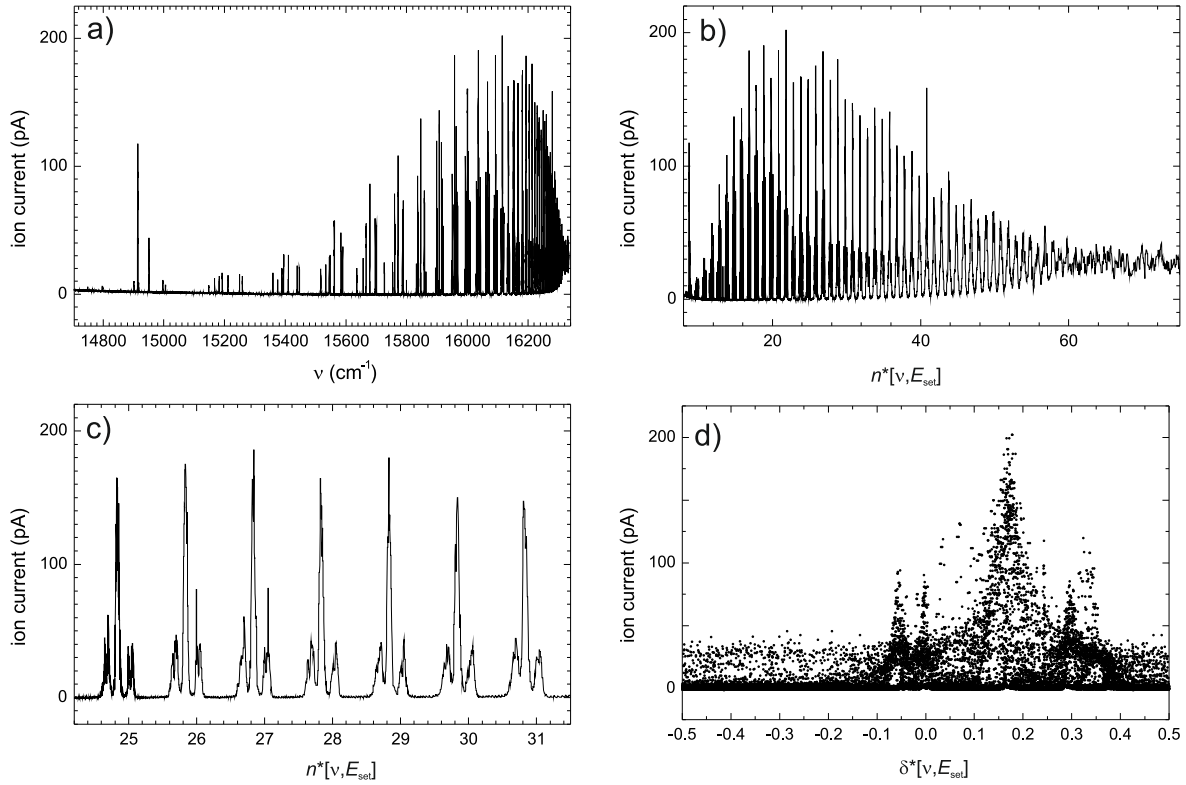 a)
200
100
0
ion current (pA)
14800 15000 15200 15400 15600 15800 16000 16200
ν (cm⁻¹)
b)
200
100
0
ion current (pA)
20 40 60
n*[ν,E_set]
c)
200
100
0
ion current (pA)
25 26 27 28 29 30 31
n*[ν,E_set]
d)
200
100
0
ion current (pA)
-0.5 -0.4 -0.3 -0.2 -0.1 0.0 0.1 0.2 0.3 0.4 0.5
δ*[ν,E_set]